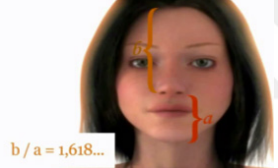 b
a
b / a = 1,618...